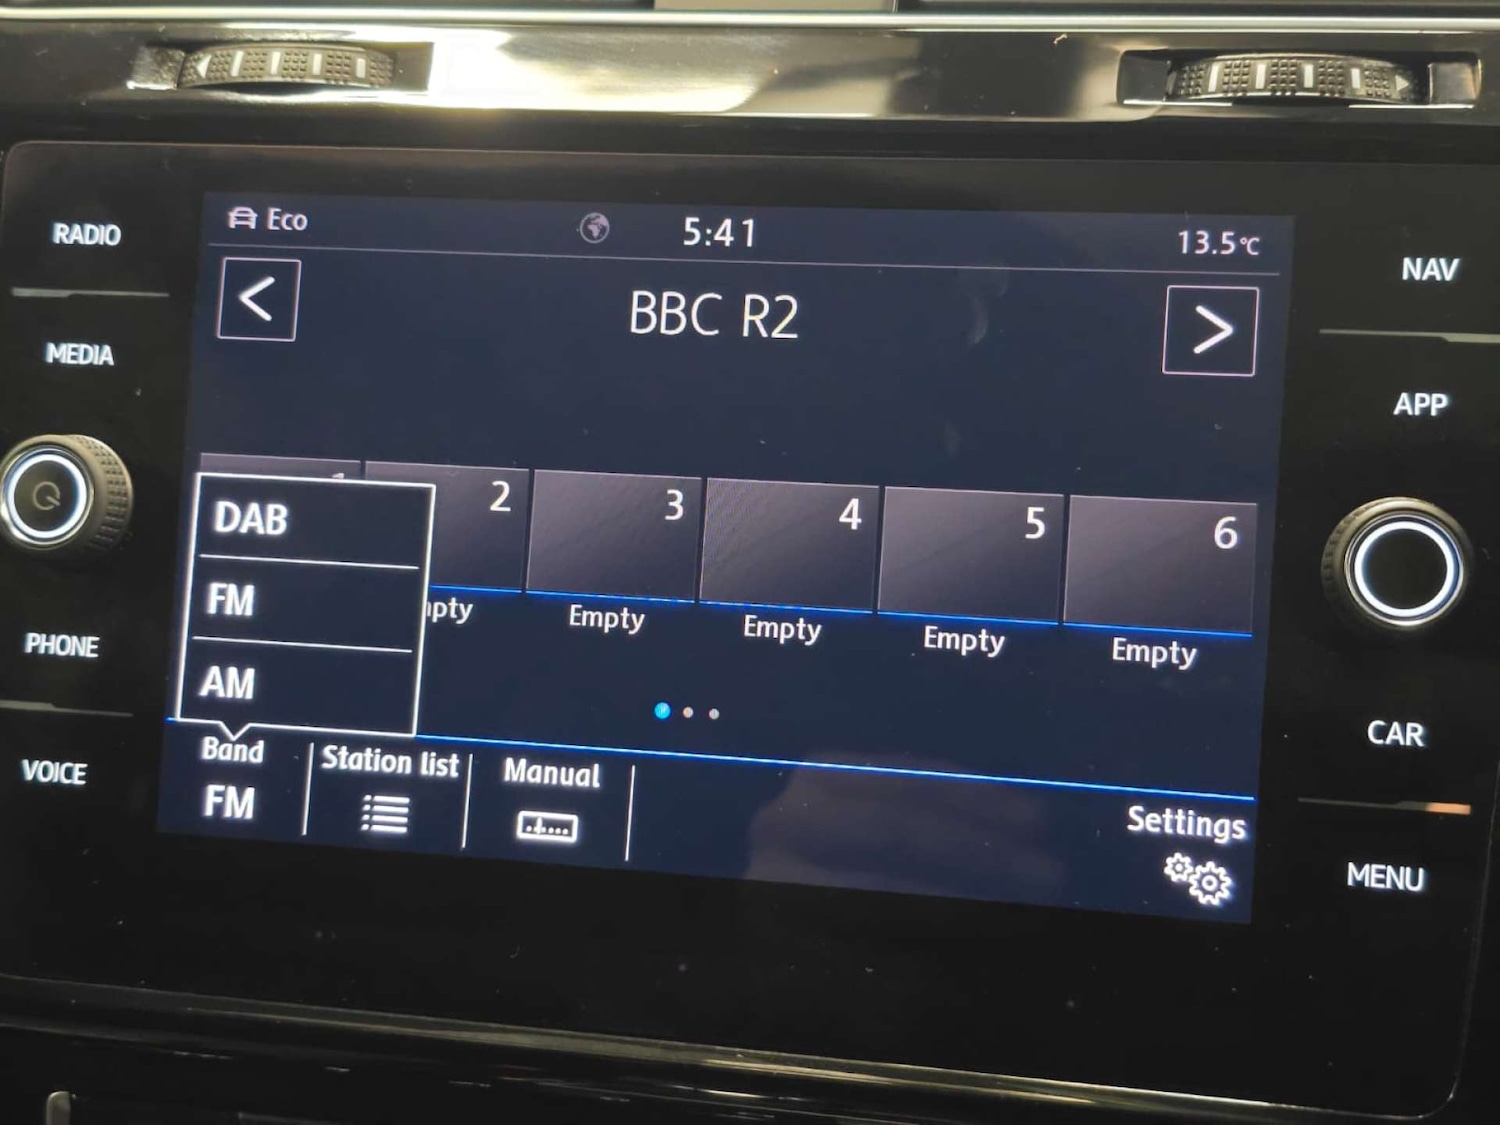 Eco
5:41
13.5°C
BBC R2
RADIO
MEDIA
PHONE
VOICE
NAV
APP
CAR
MENU
2
3
4
5
6
Empty
Empty
Empty
Empty
DAB
FM
AM
Band
FM
Station list
Manual
Settings